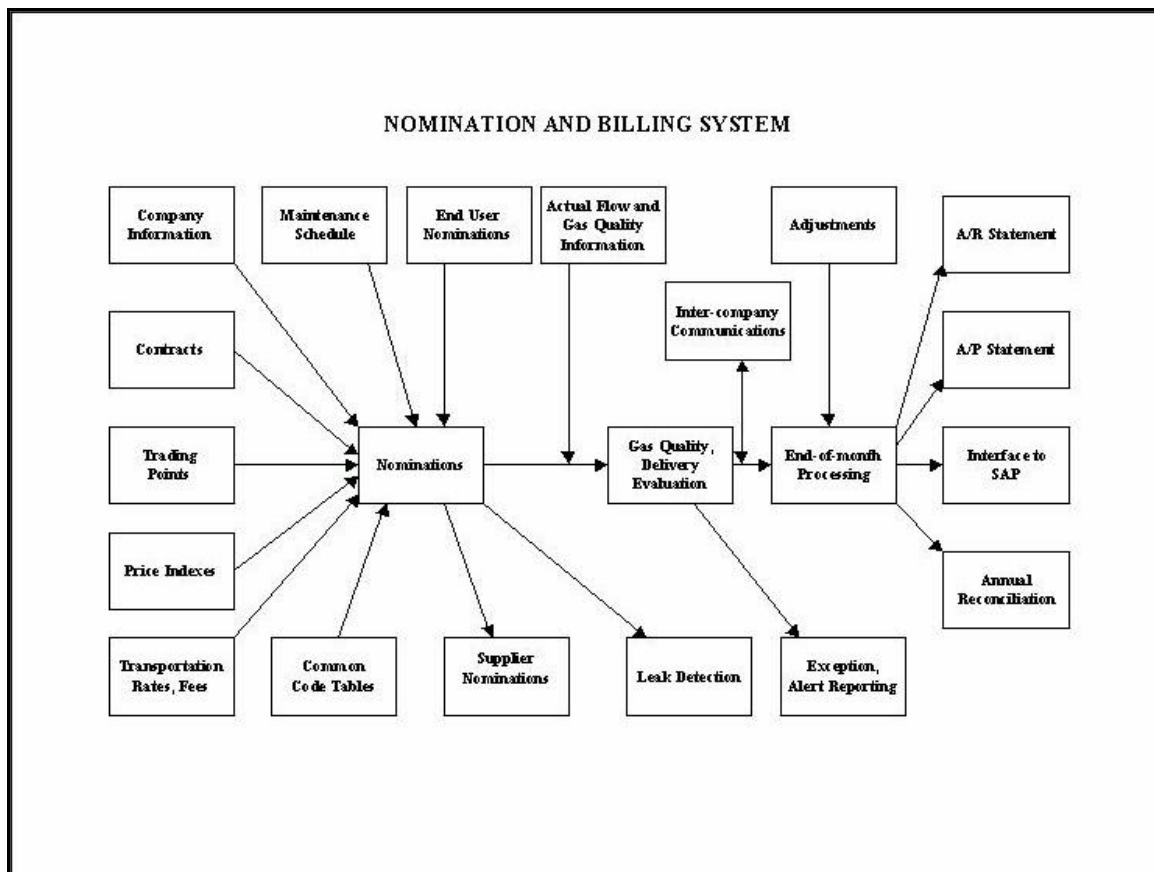 NOMINATION AND BILLING SYSTEM
Company
Information
Maintenance
Schedule
End User
Nominations
Actual Flow and
Gas Quality
Information
Adjustments
A/R Statement
Inter-company
Communications
Contracts
A/P Statement
Trading
Points
Nominations
Gas Quality,
Delivery
Evaluation
End-of-month
Processing
Interface to
SAP
Price Indexes
Annual
Reconciliation
Transportation
Rates, Fees
Common
Code Tables
Supplier
Nominations
Leak Detection
Exception,
Alert Reporting